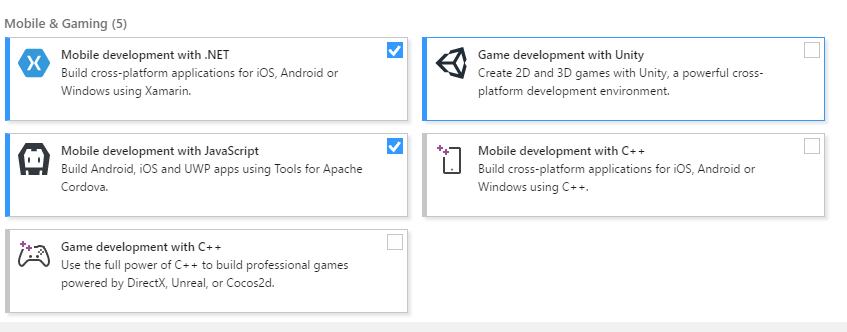 Mobile & Gaming (5)
Mobile development with .NET
Build cross-platform applications for iOS, Android or
Windows using Xamarin.
Game development with Unity
Create 2D and 3D games with Unity, a powerful cross-
platform development environment.
Mobile development with JavaScript
Build Android, iOS and UWP apps using Tools for Apache
Cordova.
Mobile development with C++
Build cross-platform applications for iOS, Android or
Windows using C++.
Game development with C++
Use the full power of C++ to build professional games
powered by DirectX, Unreal, or Cocos2d.